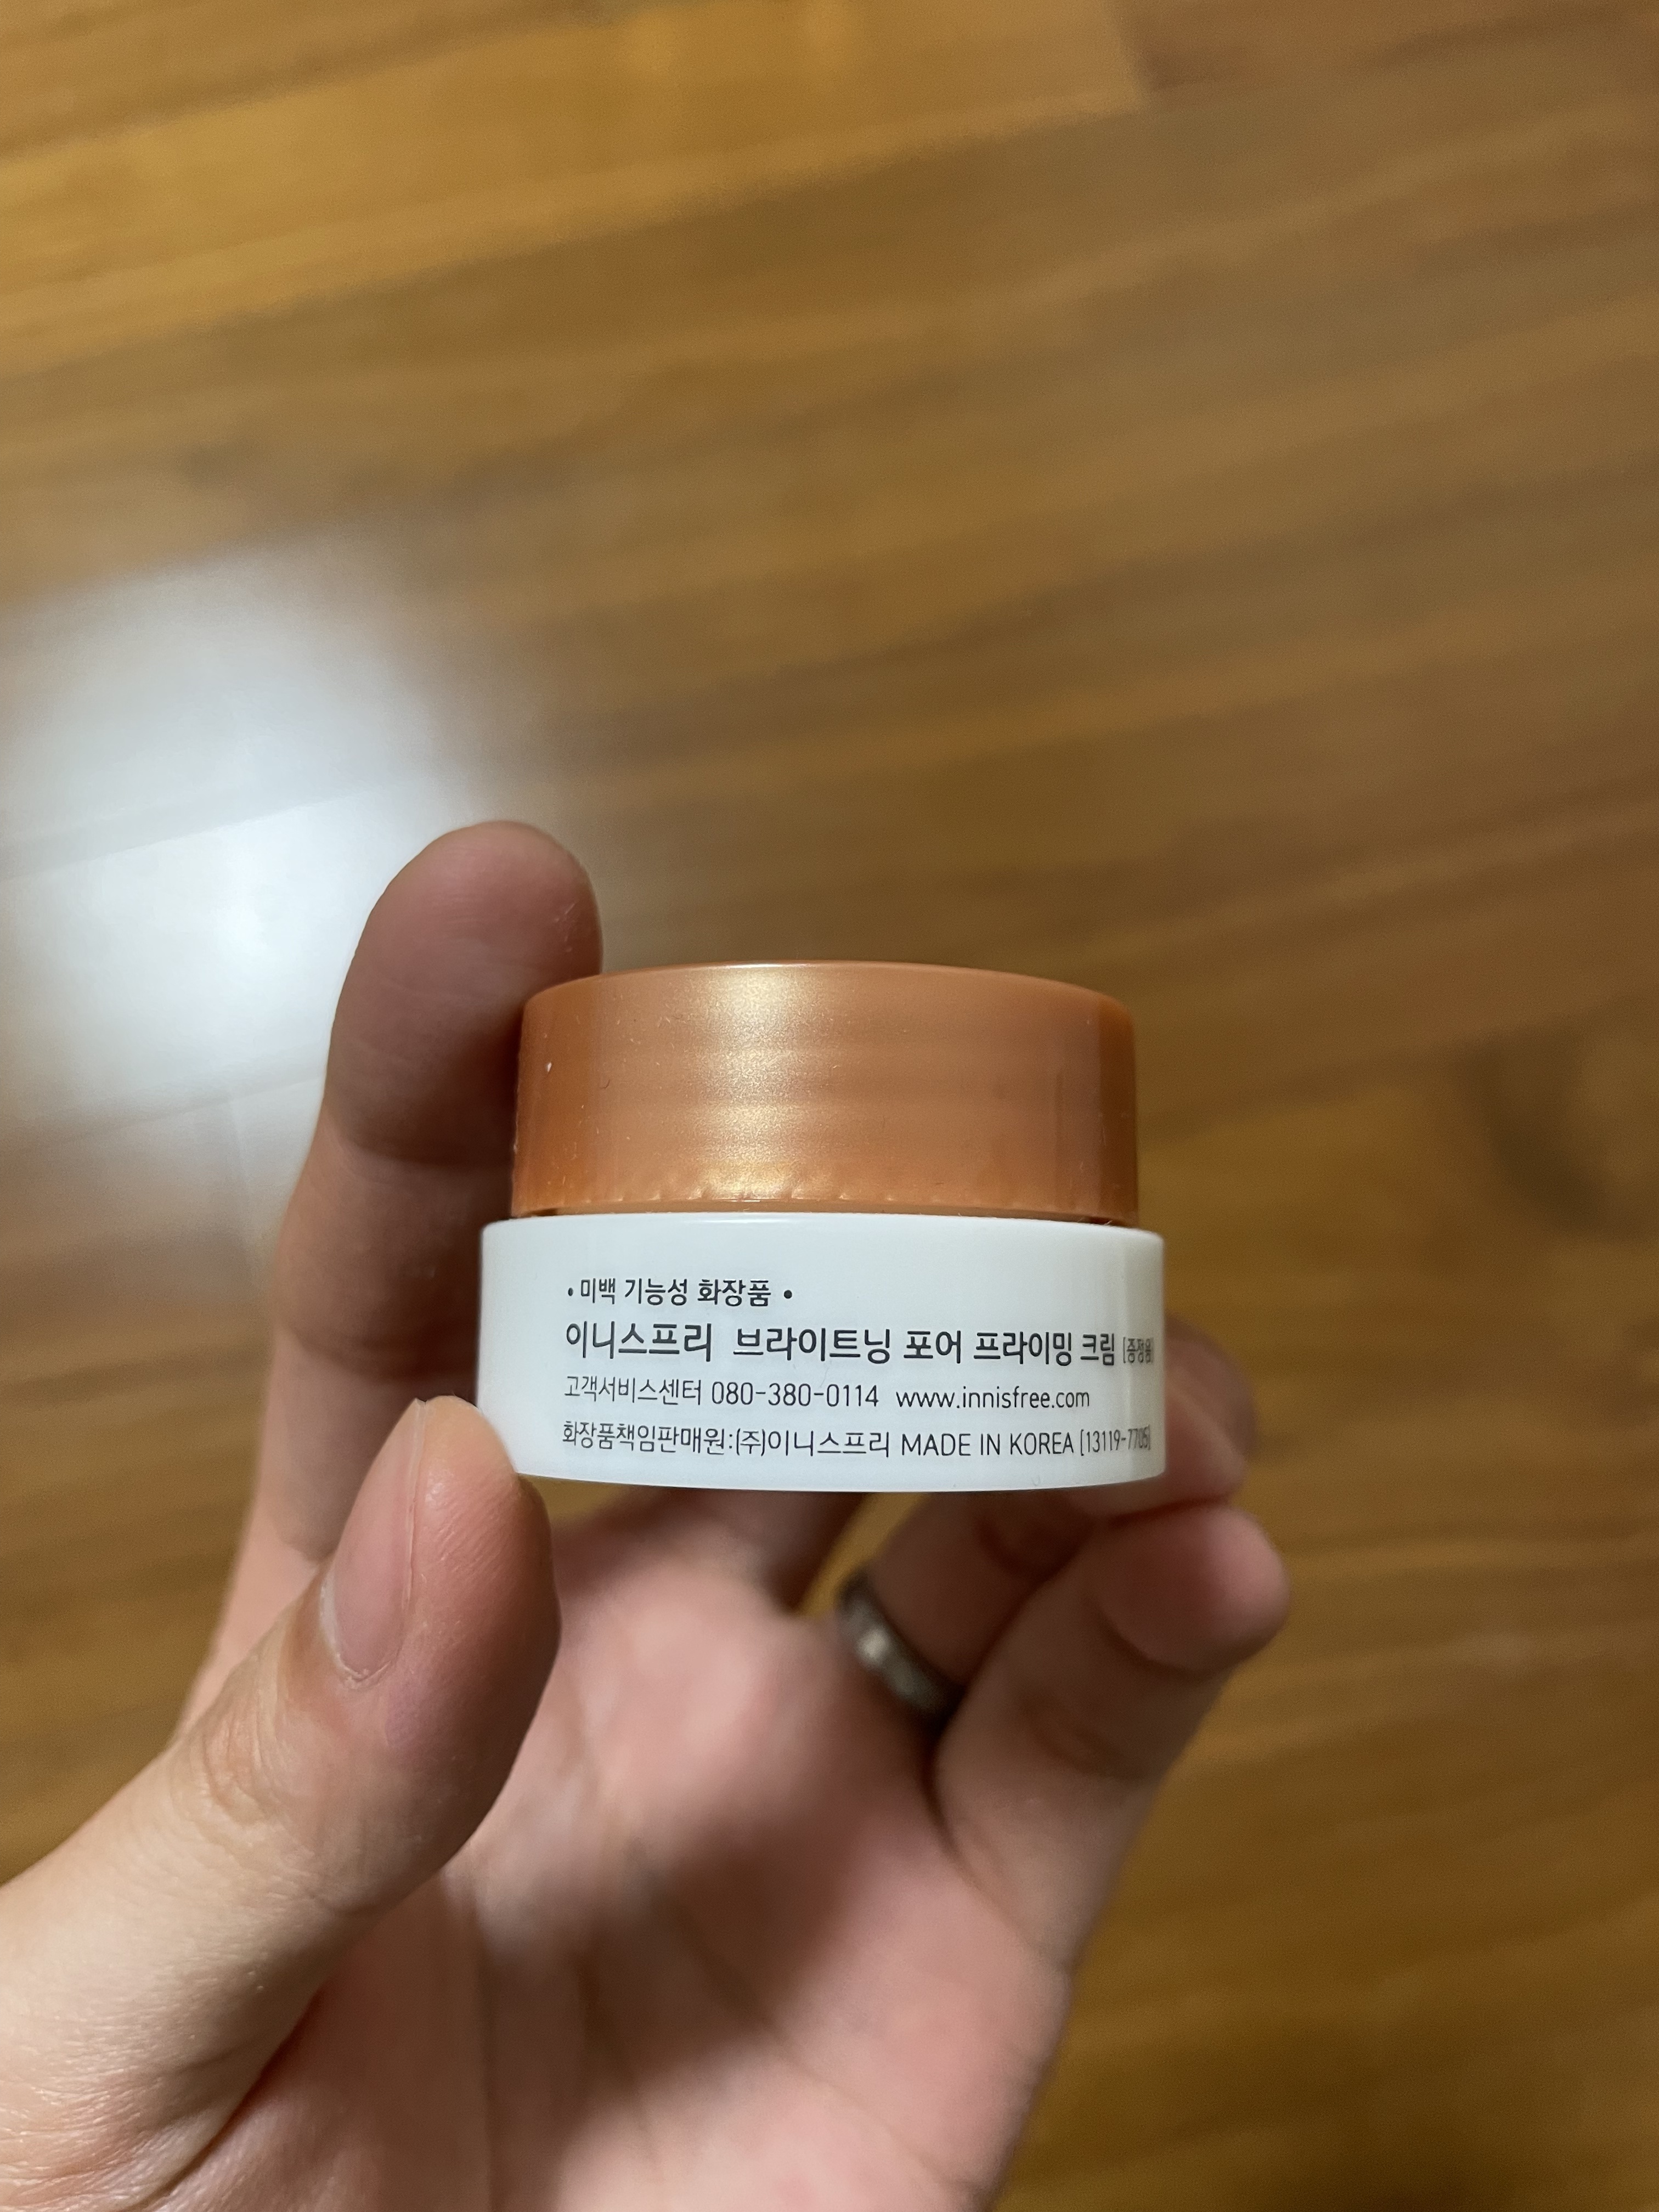 • 미백 기능성 화장품 •
이니스프리 브라이트닝 포어 프라이밍 크림 [증정용]
고객서비스센터 080-380-0114 www.innisfree.com
화장품책임판매원:(주)이니스프리 MADE IN KOREA [13119-7705]